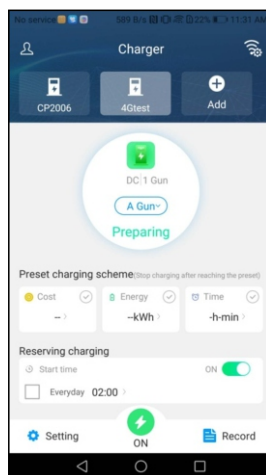 No service 589 B/s 22% 11:31 AM
Charger
CP2006 4Gtest Add
DC 1 Gun
A Gun
Preparing
Preset charging scheme(Stop charging after reaching the preset)
Cost Energy Time
-- --kWh -h-min
Reserving charging
Start time ON
Everyday 02:00
Setting ON Record